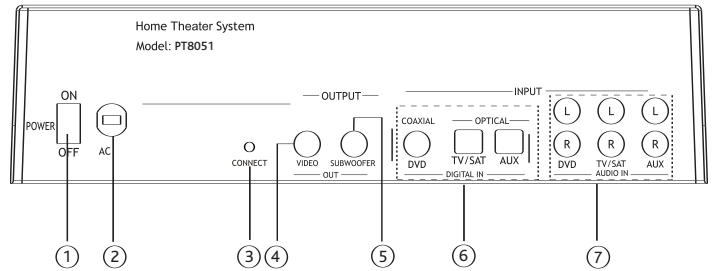 Home Theater System
Model: PT8051
ON
POWER
OFF
AC
CONNECT
OUTPUT
VIDEO
SUBWOOFER
OUT
INPUT
COAXIAL
OPTICAL
DVD
TV/SAT
AUX
DIGITAL IN
L
L
L
R
R
R
DVD
TV/SAT
AUX
AUDIO IN
1
2
3
4
5
6
7